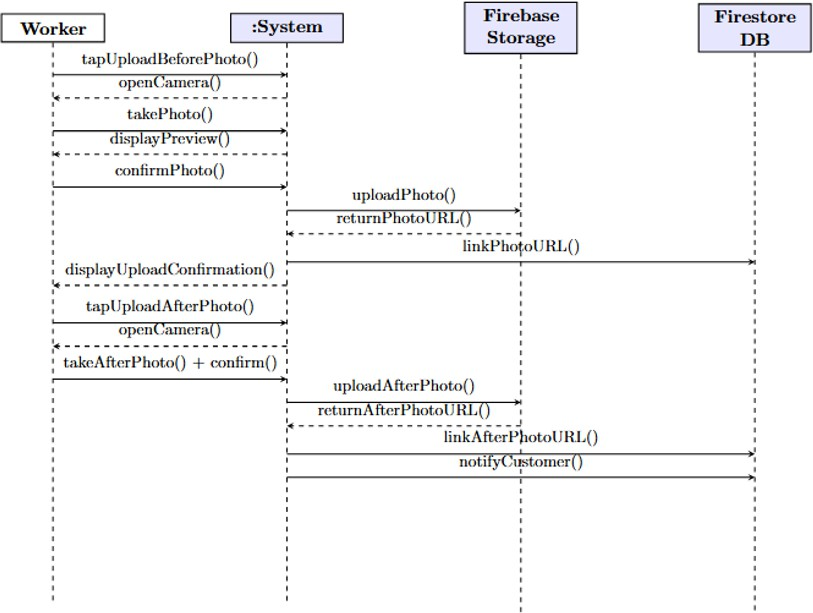 Worker
:System
Firebase
Storage
Firestore
DB
tapUploadBeforePhoto()
openCamera()
takePhoto()
displayPreview()
confirmPhoto()
uploadPhoto()
returnPhotoURL()
linkPhotoURL()
displayUploadConfirmation()
tapUploadAfterPhoto()
openCamera()
takeAfterPhoto() + confirm()
uploadAfterPhoto()
returnAfterPhotoURL()
linkAfterPhotoURL()
notifyCustomer()